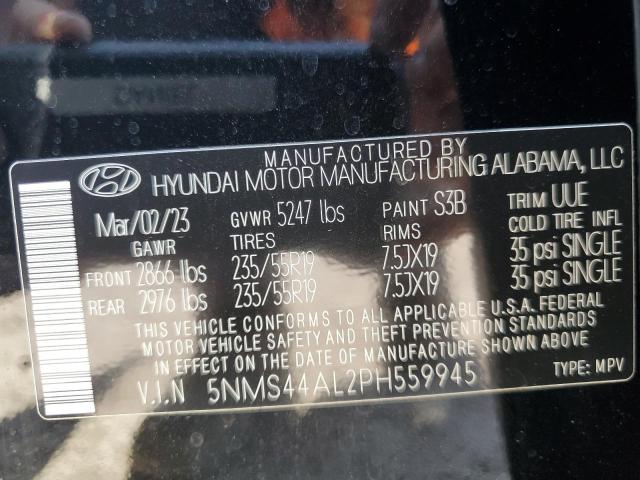 MANUFACTURED BY
HYUNDAI MOTOR MANUFACTURING ALABAMA, LLC
Mar/02/23 GVWR 5247 lbs PAINT S3B TRIM UUE
GAWR TIRES RIMS COLD TIRE INFL
FRONT 2866 lbs 235/55R19 7.5JX19 35 psi SINGLE
REAR 2976 lbs 235/55R19 7.5JX19 35 psi SINGLE
THIS VEHICLE CONFORMS TO ALL APPLICABLE U.S.A. FEDERAL
MOTOR VEHICLE SAFETY AND THEFT PREVENTION STANDARDS
IN EFFECT ON THE DATE OF MANUFACTURE SHOWN ABOVE
V.I.N 5NMS44AL2PH559945 TYPE: MPV